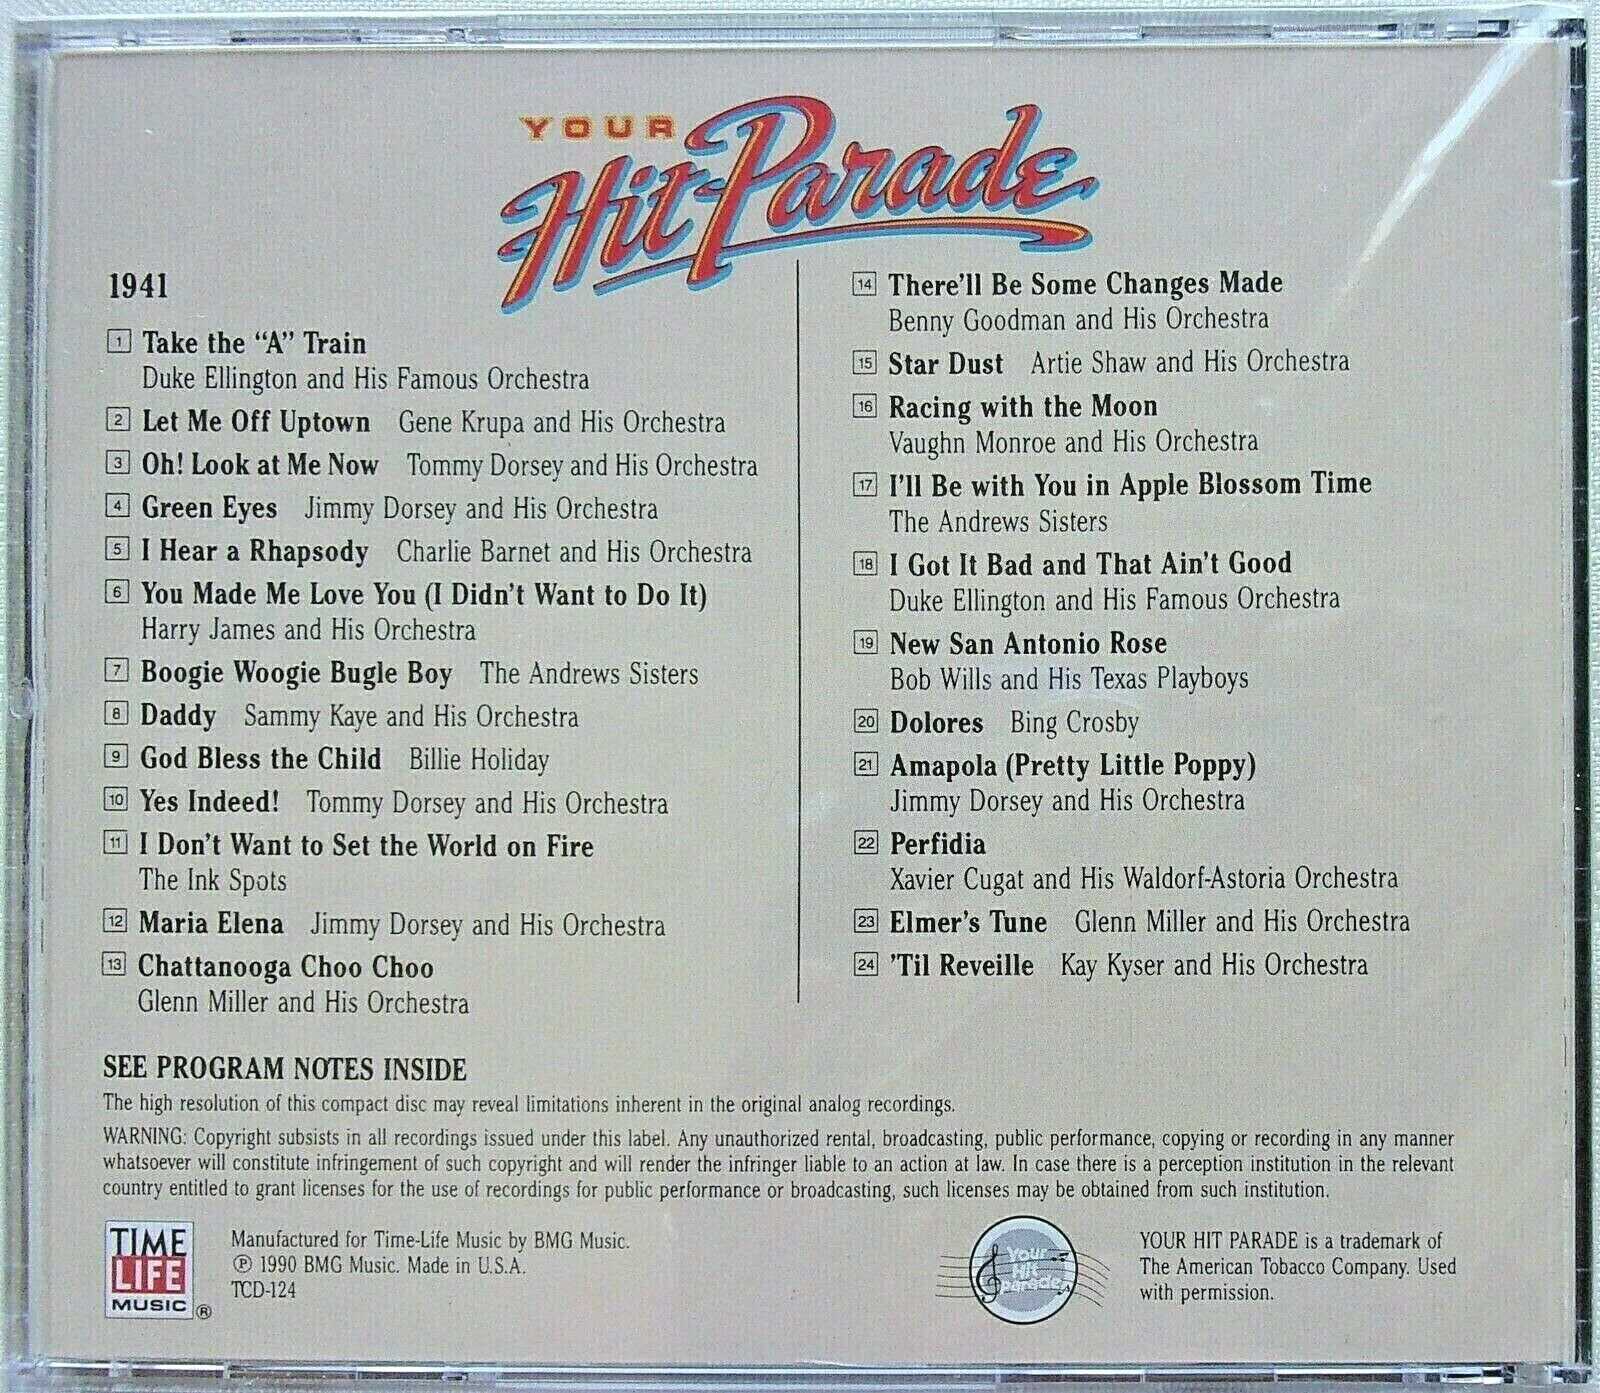 YOUR
Hit Parade
1941
1 Take the “A” Train
Duke Ellington and His Famous Orchestra
2 Let Me Off Uptown Gene Krupa and His Orchestra
3 Oh! Look at Me Now Tommy Dorsey and His Orchestra
4 Green Eyes Jimmy Dorsey and His Orchestra
5 I Hear a Rhapsody Charlie Barnet and His Orchestra
6 You Made Me Love You (I Didn't Want to Do It)
Harry James and His Orchestra
7 Boogie Woogie Bugle Boy The Andrews Sisters
8 Daddy Sammy Kaye and His Orchestra
9 God Bless the Child Billie Holiday
10 Yes Indeed! Tommy Dorsey and His Orchestra
11 I Don't Want to Set the World on Fire
The Ink Spots
12 Maria Elena Jimmy Dorsey and His Orchestra
13 Chattanooga Choo Choo
Glenn Miller and His Orchestra
14 There'll Be Some Changes Made
Benny Goodman and His Orchestra
15 Star Dust Artie Shaw and His Orchestra
16 Racing with the Moon
Vaughn Monroe and His Orchestra
17 I'll Be with You in Apple Blossom Time
The Andrews Sisters
18 I Got It Bad and That Ain't Good
Duke Ellington and His Famous Orchestra
19 New San Antonio Rose
Bob Wills and His Texas Playboys
20 Dolores Bing Crosby
21 Amapola (Pretty Little Poppy)
Jimmy Dorsey and His Orchestra
22 Perfidia
Xavier Cugat and His Waldorf-Astoria Orchestra
23 Elmer's Tune Glenn Miller and His Orchestra
24 'Til Reveille Kay Kyser and His Orchestra
SEE PROGRAM NOTES INSIDE
The high resolution of this compact disc may reveal limitations inherent in the original analog recordings.
WARNING: Copyright subsists in all recordings issued under this label. Any unauthorized rental, broadcasting, public performance, copying or recording in any manner
whatsoever will constitute infringement of such copyright and will render the infringer liable to an action at law. In case there is a perception institution in the relevant
country entitled to grant licenses for the use of recordings for public performance or broadcasting, such licenses may be obtained from such institution.
TIME
LIFE
MUSIC ®
Manufactured for Time-Life Music by BMG Music.
℗ 1990 BMG Music. Made in U.S.A.
TCD-124
Your
Hit
Parade
YOUR HIT PARADE is a trademark of
The American Tobacco Company. Used
with permission.